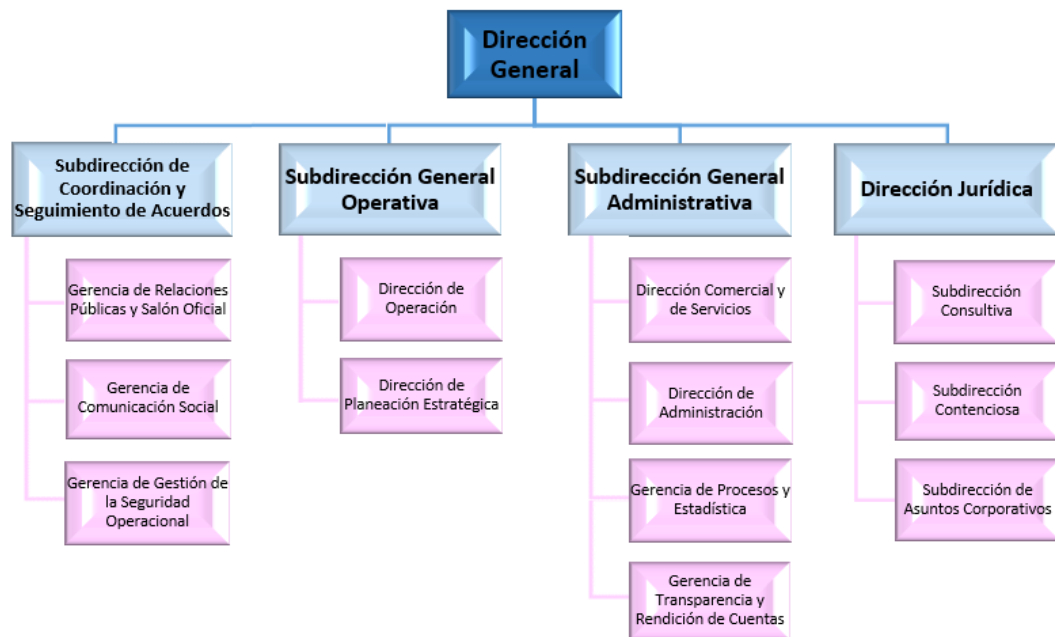 Dirección
General
Subdirección de
Coordinación y
Seguimiento de Acuerdos
Subdirección General
Operativa
Subdirección General
Administrativa
Dirección Jurídica
Gerencia de Relaciones
Públicas y Salón Oficial
Gerencia de
Comunicación Social
Gerencia de Gestión de
la Seguridad
Operacional
Dirección de
Operación
Dirección de
Planeación Estratégica
Dirección Comercial y
de Servicios
Dirección de
Administración
Gerencia de Procesos y
Estadística
Gerencia de
Transparencia y
Rendición de Cuentas
Subdirección
Consultiva
Subdirección
Contenciosa
Subdirección de
Asuntos Corporativos